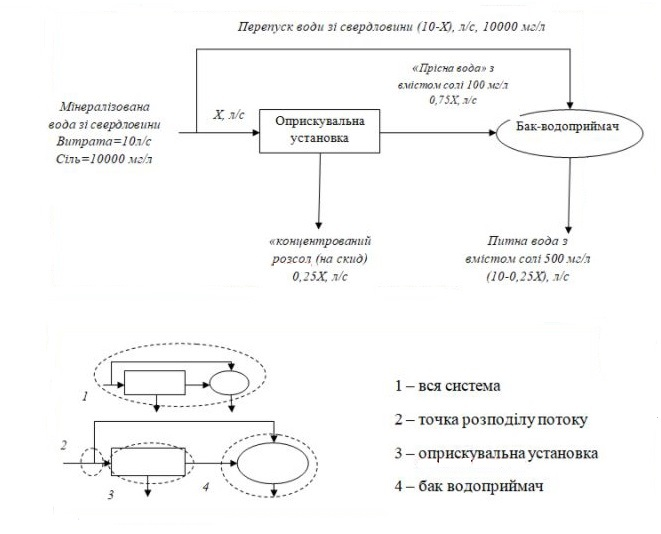 Перепуск води зі свердловини (10-X), л/с, 10000 мг/л
«Прісна вода» з
вмістом солі 100 мг/л
0,75X, л/с
Мінералізована
вода зі свердловини
Витрата=10л/с
Сіль=10000 мг/л
X, л/с
Оприскувальна
установка
Бак-водоприймач
«концентрований
розсол (на скид)
0,25X, л/с
Питна вода з
вмістом солі 500 мг/л
(10-0,25X), л/с
1
2
3
4
1 – вся система
2 – точка розподілу потоку
3 – оприскувальна установка
4 – бак водоприймач